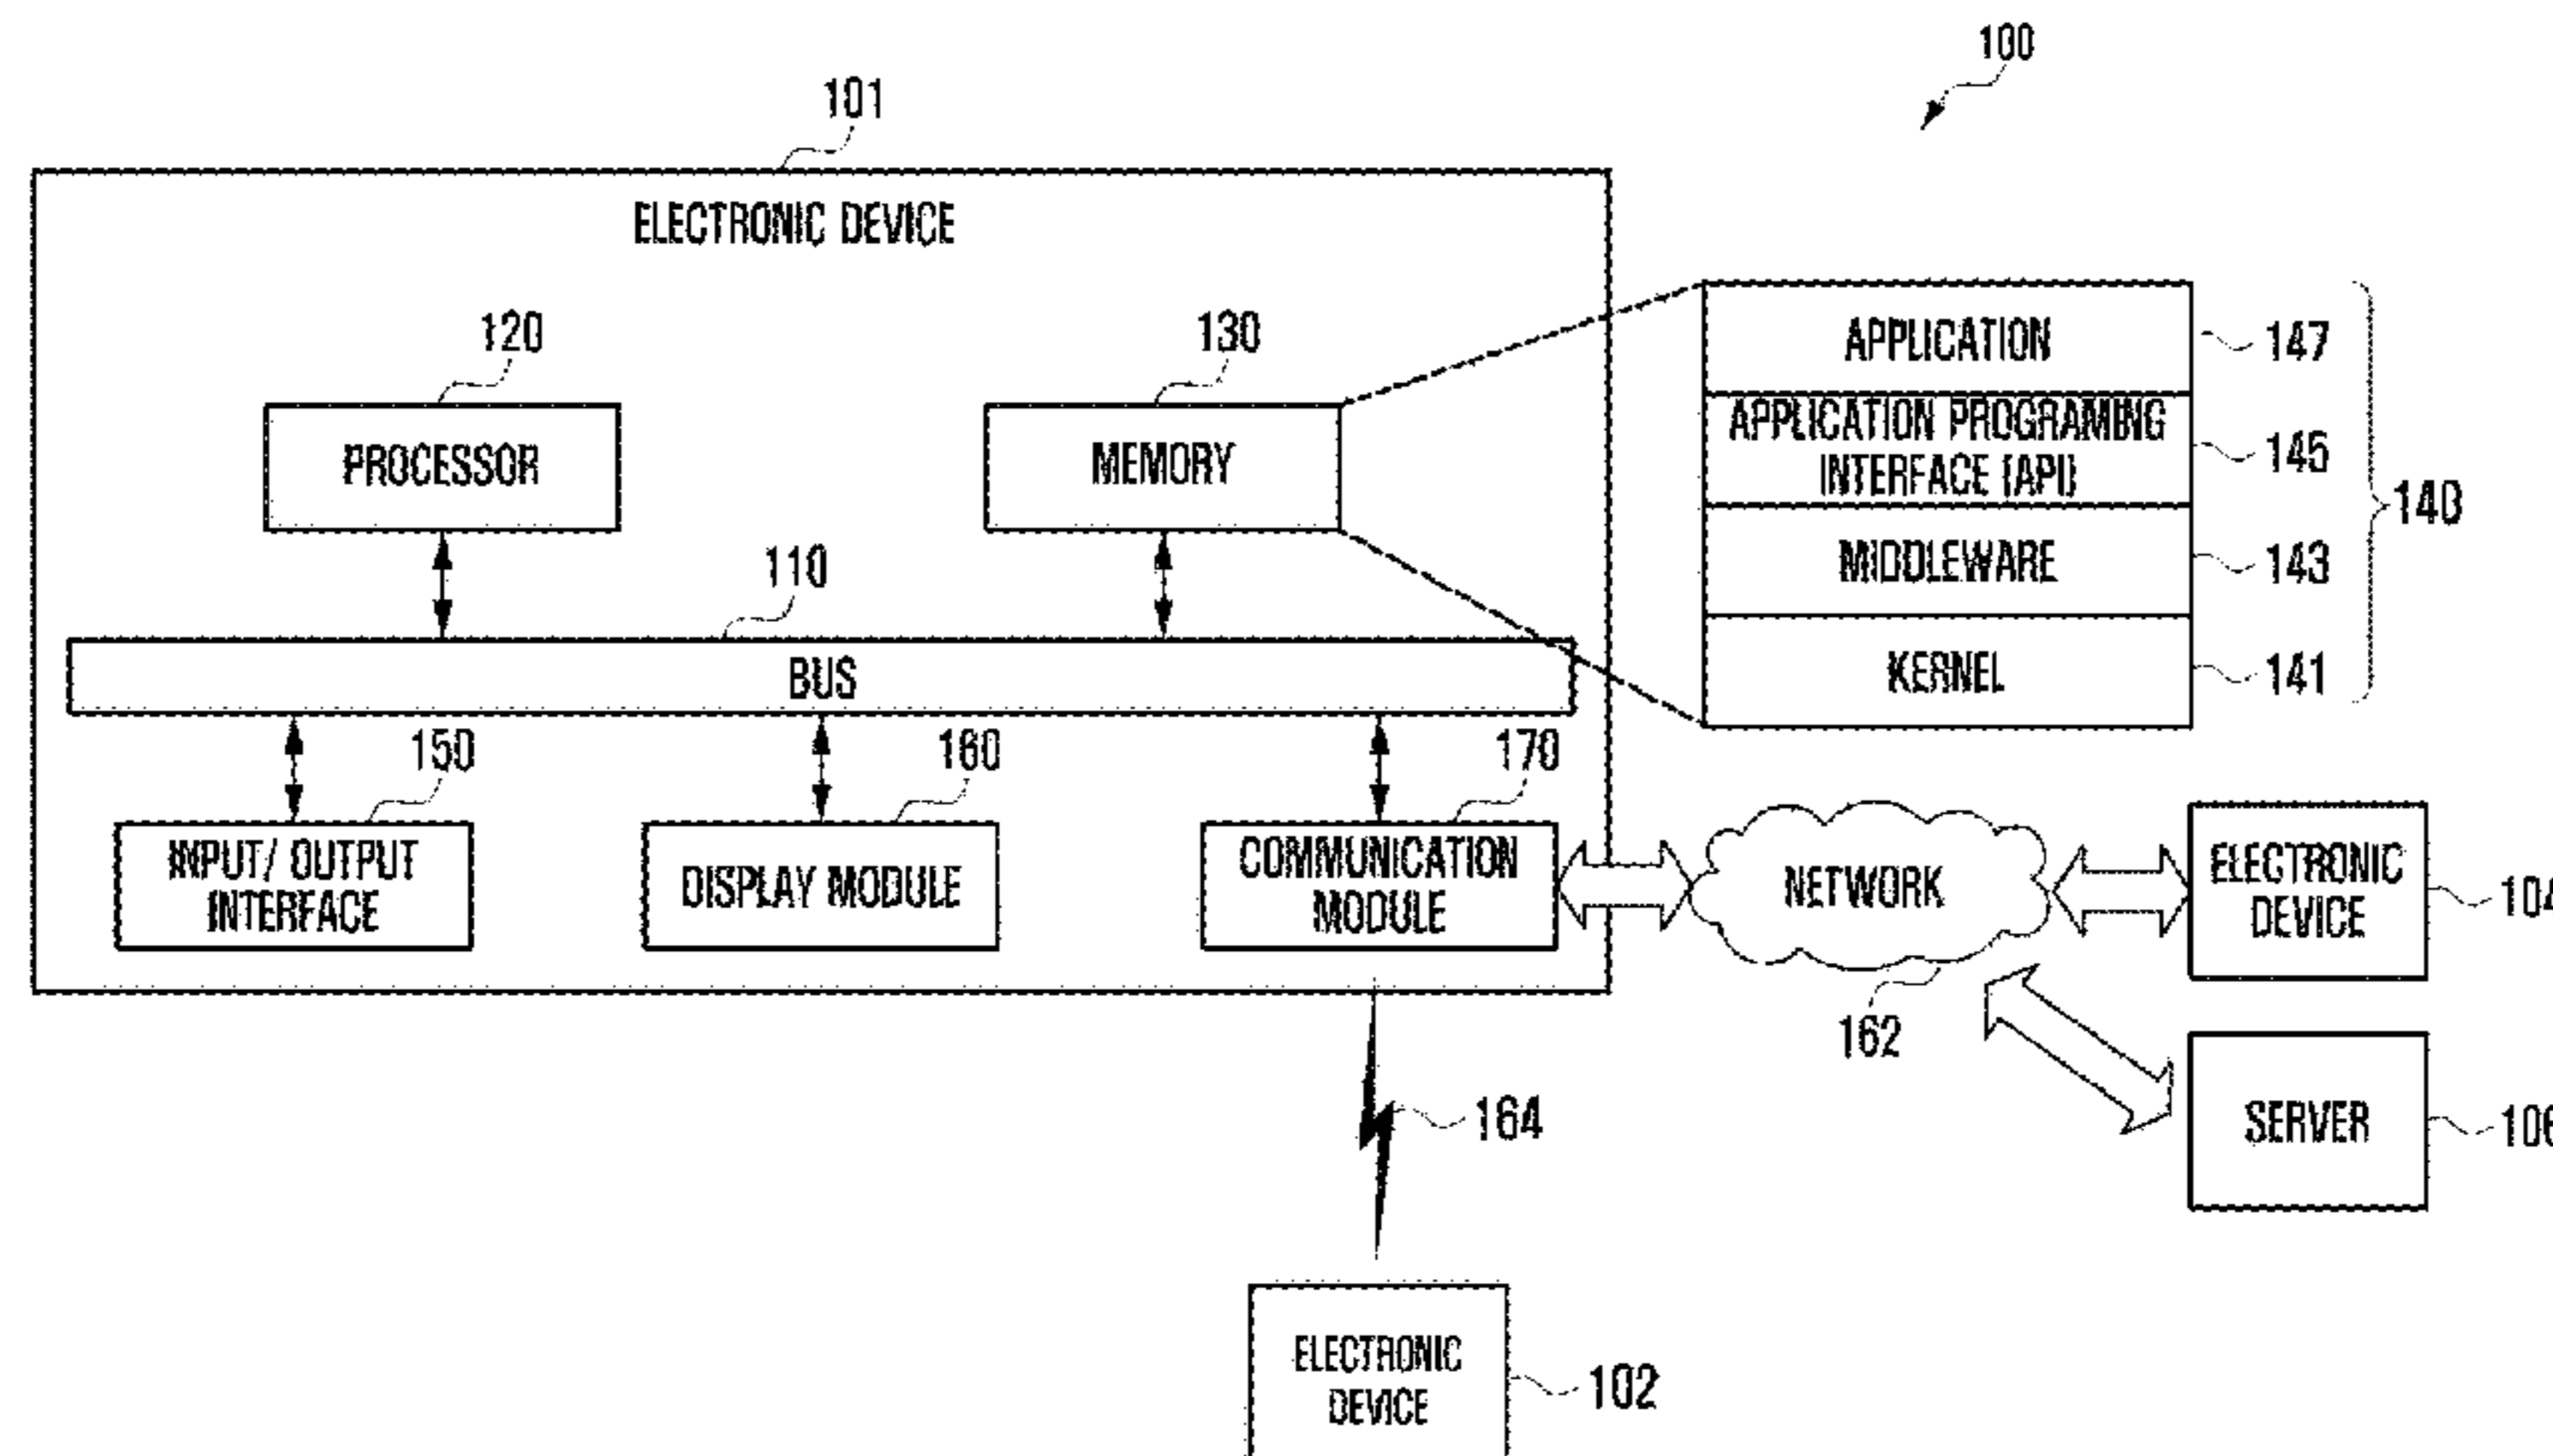 100
101
ELECTRONIC DEVICE
120
130
PROCESSOR
MEMORY
APPLICATION
147
APPLICATION PROGRAMING
INTERFACE (API)
145
MIDDLEWARE
143
140
KERNEL
141
110
BUS
150
160
170
INPUT/ OUTPUT
INTERFACE
DISPLAY MODULE
COMMUNICATION
MODULE
NETWORK
162
ELECTRONIC
DEVICE
104
SERVER
106
164
ELECTRONIC
DEVICE
102